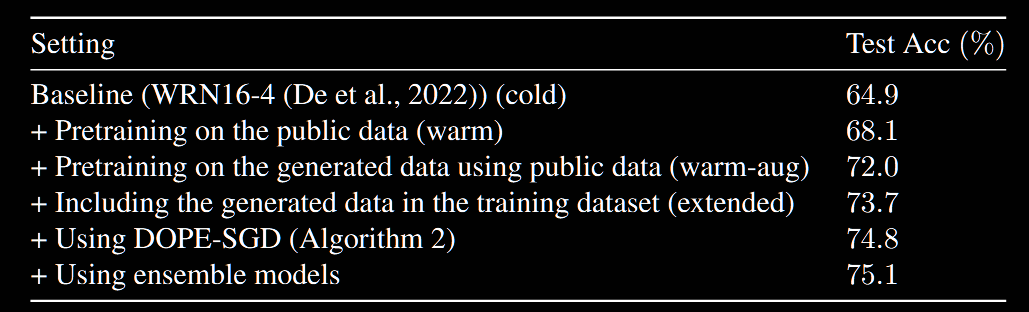 Setting Test Acc (%)
Baseline (WRN16-4 (De et al., 2022)) (cold) 64.9
+ Pretraining on the public data (warm) 68.1
+ Pretraining on the generated data using public data (warm-aug) 72.0
+ Including the generated data in the training dataset (extended) 73.7
+ Using DOPE-SGD (Algorithm 2) 74.8
+ Using ensemble models 75.1